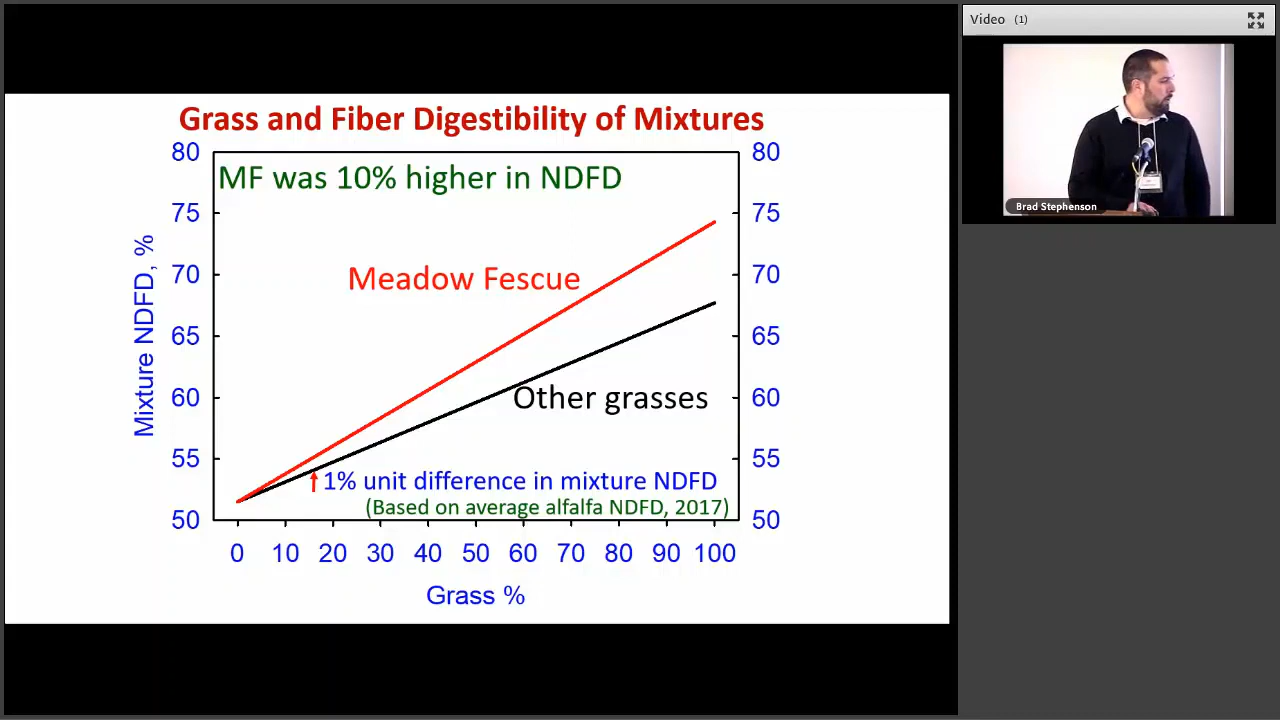 Video (1)
Grass and Fiber Digestibility of Mixtures
80
75
70
65
60
55
50
Mixture NDFD, %
MF was 10% higher in NDFD
Meadow Fescue
Other grasses
1% unit difference in mixture NDFD
(Based on average alfalfa NDFD, 2017)
80
75
70
65
60
55
50
0 10 20 30 40 50 60 70 80 90 100
Grass %
Brad Stephenson